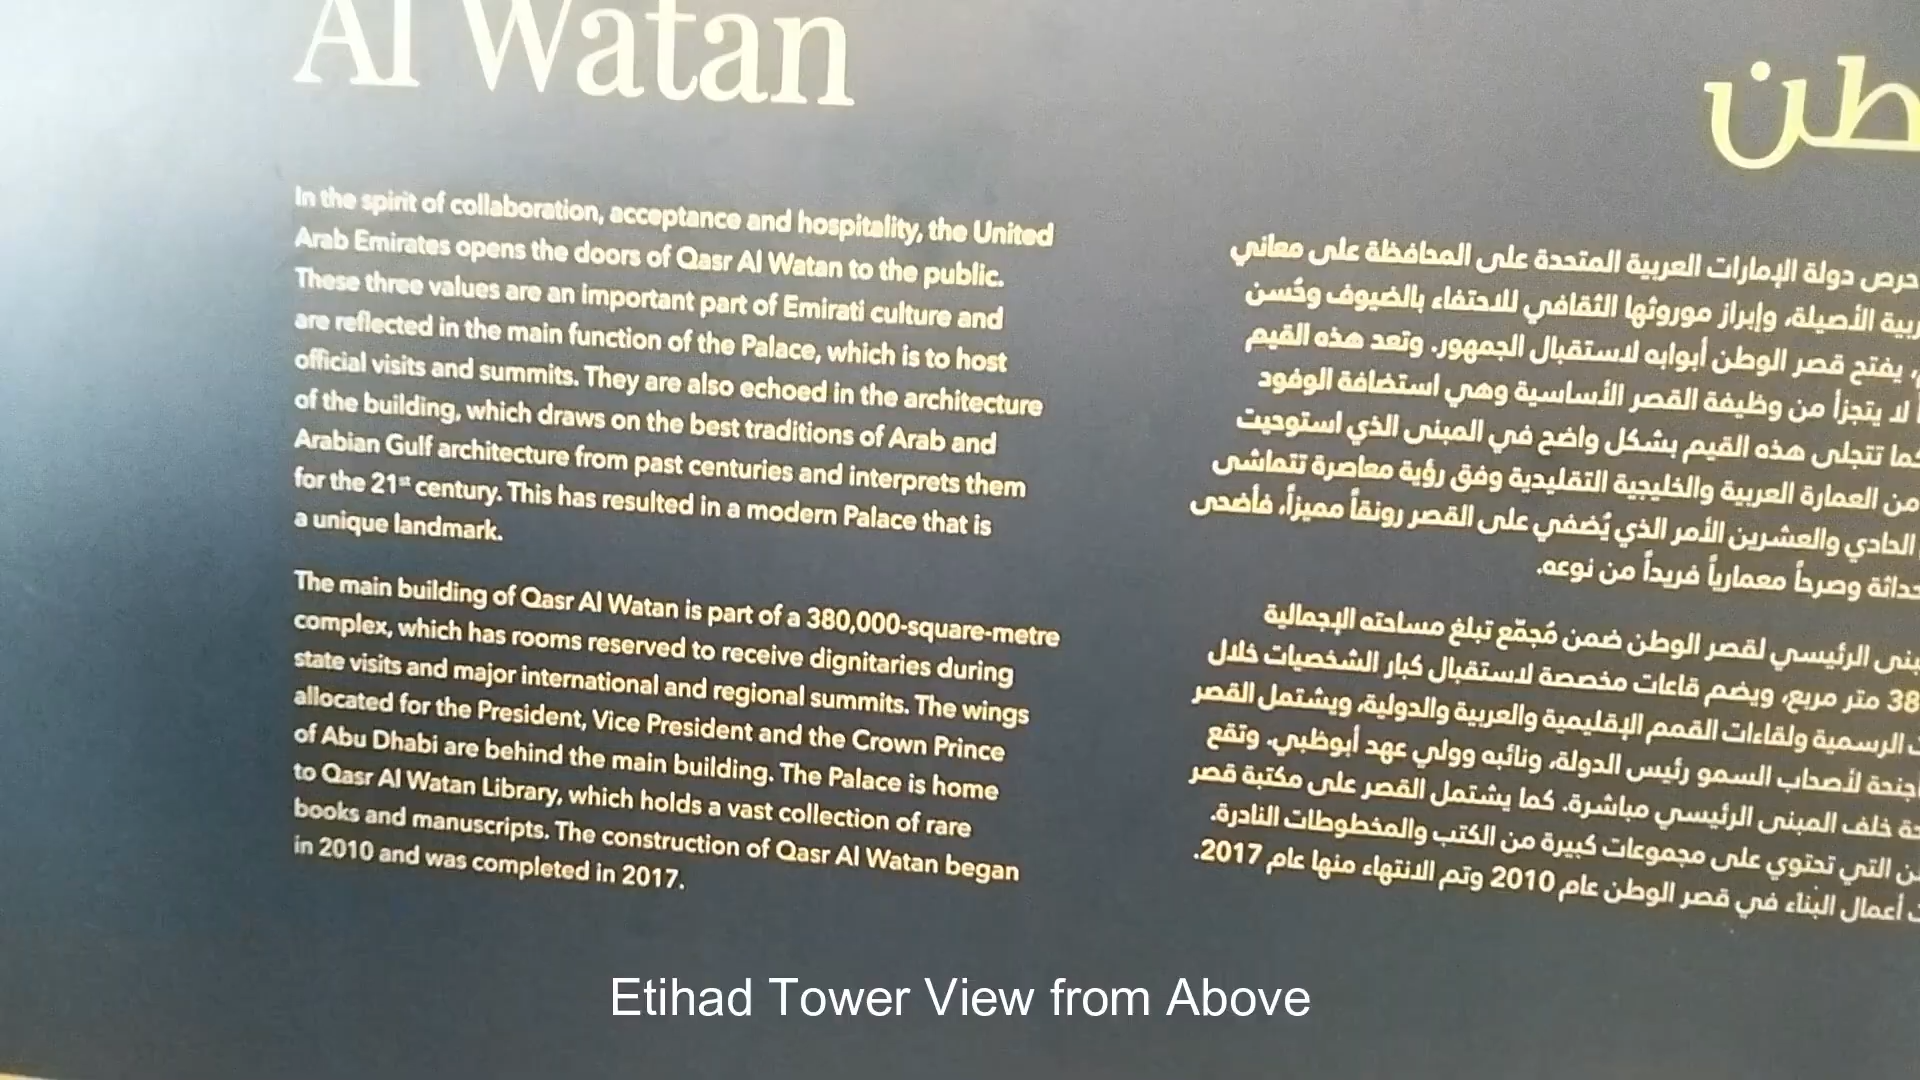 Al Watan
In the spirit of collaboration, acceptance and hospitality, the United
Arab Emirates opens the doors of Qasr Al Watan to the public.
These three values are an important part of Emirati culture and
are reflected in the main function of the Palace, which is to host
official visits and summits. They are also echoed in the architecture
of the building, which draws on the best traditions of Arab and
Arabian Gulf architecture from past centuries and interprets them
for the 21st century. This has resulted in a modern Palace that is
a unique landmark.
The main building of Qasr Al Watan is part of a 380,000-square-metre
complex, which has rooms reserved to receive dignitaries during
state visits and major international and regional summits. The wings
allocated for the President, Vice President and the Crown Prince
of Abu Dhabi are behind the main building. The Palace is home
to Qasr Al Watan Library, which holds a vast collection of rare
books and manuscripts. The construction of Qasr Al Watan began
in 2010 and was completed in 2017.
طن
حرص دولة الإمارات العربية المتحدة على المحافظة على معاني
الأصيلة، وإبراز موروثها الثقافي للاحتفاء بالضيوف وحُسن
يفتح قصر الوطن أبوابه لاستقبال الجمهور. وتعد هذه القيم
لا يتجزأ من وظيفة القصر الأساسية وهي استضافة الوفود
كما تتجلى هذه القيم بشكل واضح في المبنى الذي استوحيت
من العمارة العربية والخليجية التقليدية وفق رؤية معاصرة تتماشى
الحادي والعشرين الأمر الذي يُضفي على القصر رونقاً مميزاً، فأضحى
وصرحاً معمارياً فريداً من نوعه.
الرئيسي لقصر الوطن ضمن مُجمّع تبلغ مساحته الإجمالية
38 متر مربع، ويضم قاعات مخصصة لاستقبال كبار الشخصيات خلال
الرسمية ولقاءات القمم الإقليمية والعربية والدولية، ويشتمل القصر
لأصحاب السمو رئيس الدولة، ونائبه وولي عهد أبوظبي. وتقع
خلف المبنى الرئيسي مباشرة. كما يشتمل القصر على مكتبة قصر
التي تحتوي على مجموعات كبيرة من الكتب والمخطوطات النادرة.
أعمال البناء في قصر الوطن عام 2010 وتم الانتهاء منها عام 2017.
Etihad Tower View from Above